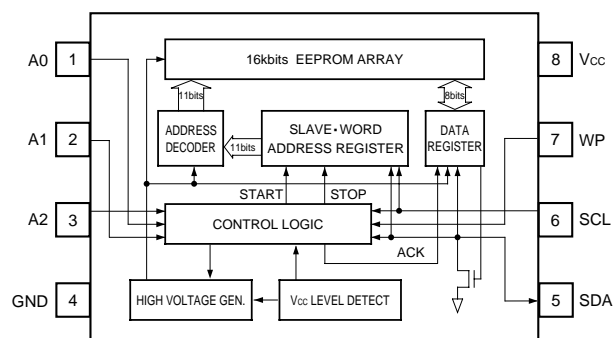 16kbits EEPROM ARRAY
A0 1
8 Vcc
11bits
8bits
A1 2
ADDRESS
DECODER
11bits
SLAVE・WORD
ADDRESS REGISTER
DATA
REGISTER
7 WP
START
STOP
A2 3
CONTROL LOGIC
6 SCL
ACK
GND 4
HIGH VOLTAGE GEN.
Vcc LEVEL DETECT
5 SDA